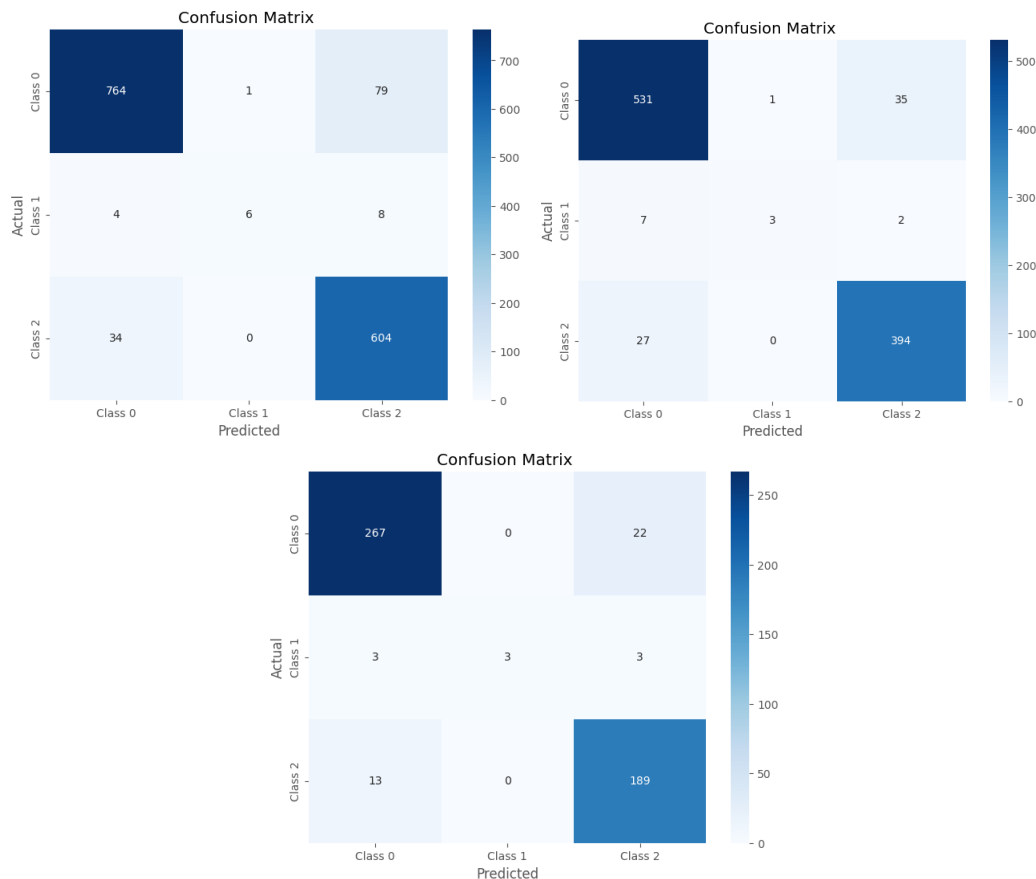 Confusion Matrix
Class 0
764
1
79
Class 1
4
6
8
Class 2
34
0
604
Actual
Class 0
Class 1
Class 2
Predicted
700
600
500
400
300
200
100
0
Confusion Matrix
Class 0
531
1
35
Class 1
7
3
2
Class 2
27
0
394
Actual
Class 0
Class 1
Class 2
Predicted
500
400
300
200
100
0
Confusion Matrix
Class 0
267
0
22
Class 1
3
3
3
Class 2
13
0
189
Actual
Class 0
Class 1
Class 2
Predicted
250
200
150
100
50
0